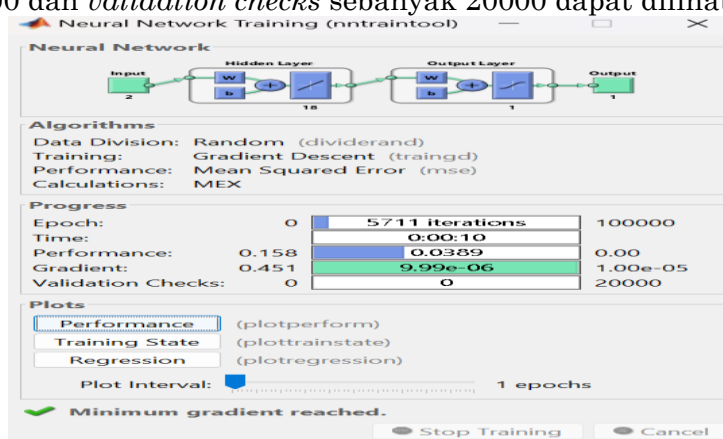 00 dan validation checks sebanyak 20000 dapat dilihat
Neural Network Training (nntraintool)
Neural Network
Hidden Layer
Output Layer
Input
Output
W
W
b
b
2
18
1
1
Algorithms
Data Division: Random (dividerand)
Training: Gradient Descent (traingd)
Performance: Mean Squared Error (mse)
Calculations: MEX
Progress
Epoch: 0 5711 iterations 100000
Time: 0:00:10
Performance: 0.158 0.0389 0.00
Gradient: 0.451 9.99e-06 1.00e-05
Validation Checks: 0 0 20000
Plots
Performance (plotperform)
Training State (plottrainstate)
Regression (plotregression)
Plot Interval: 1 epochs
Minimum gradient reached.
Stop Training Cancel